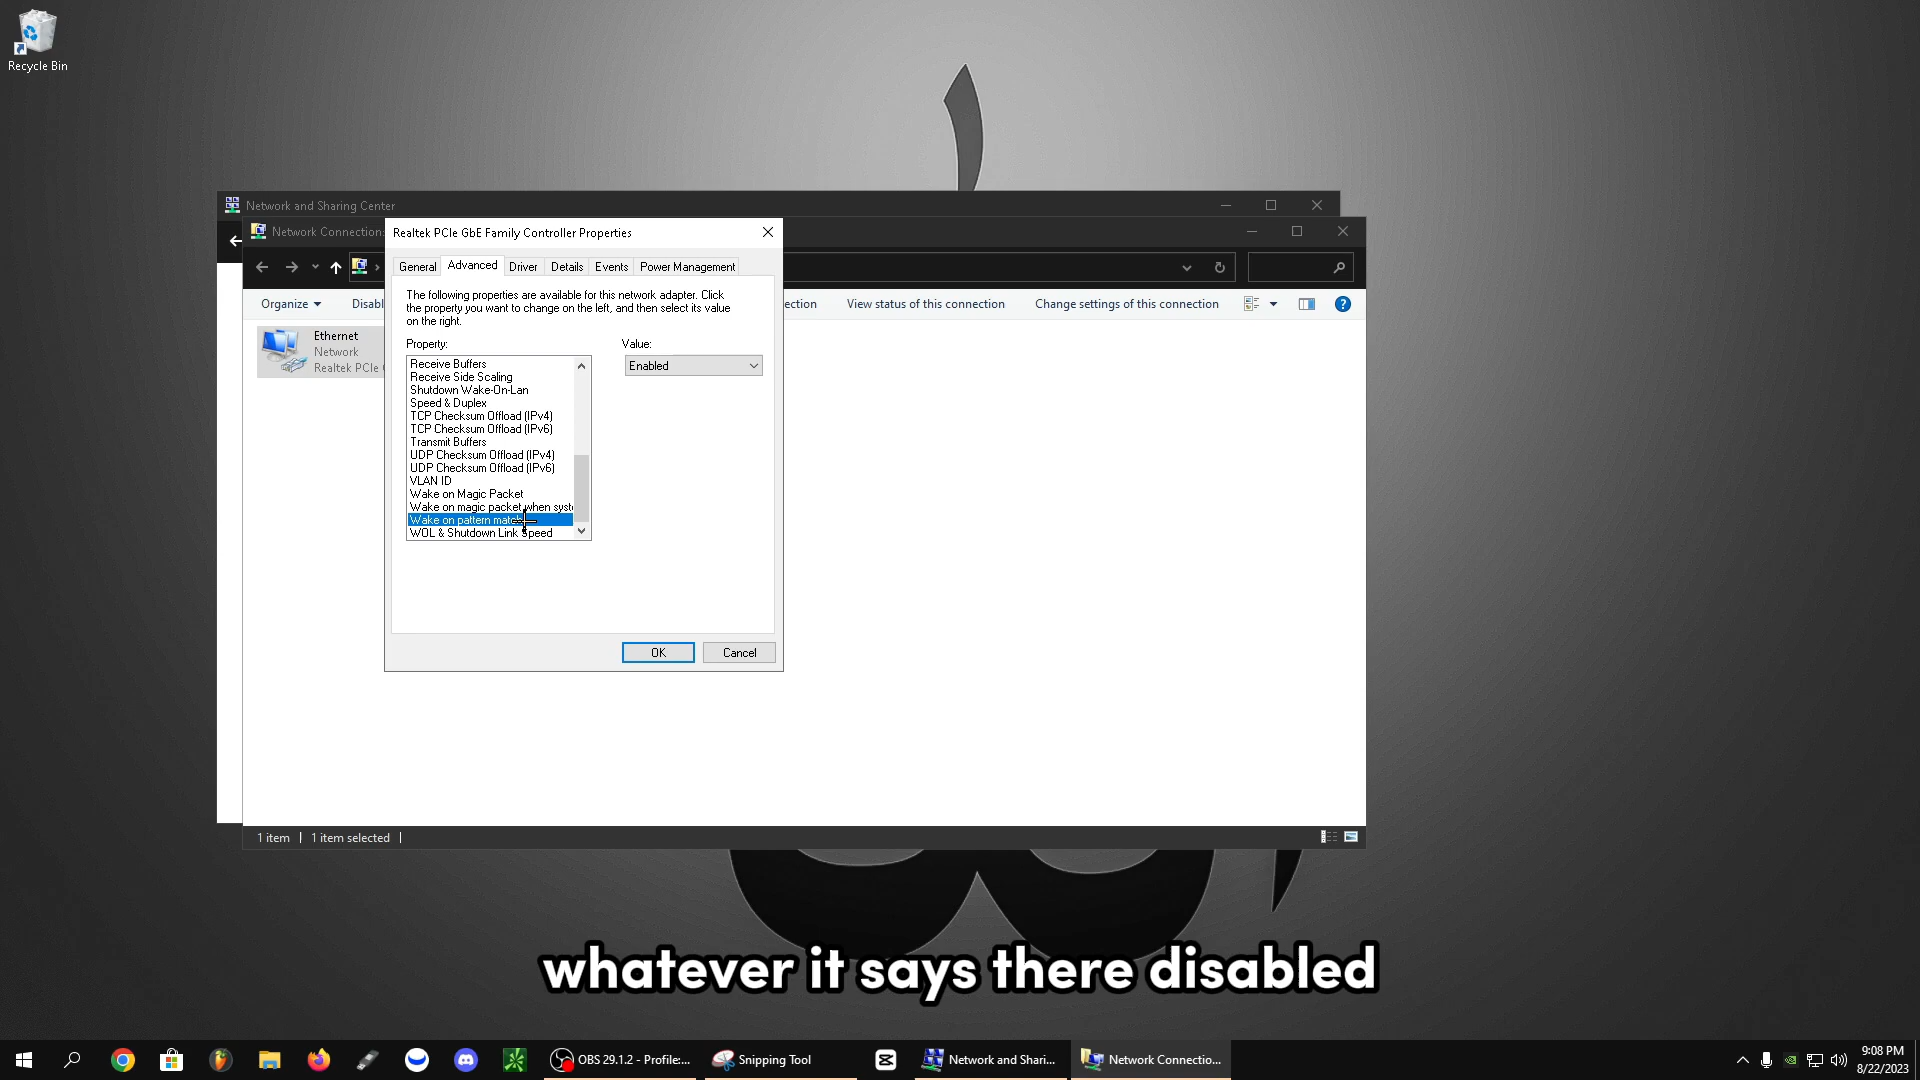 Recycle Bin
Network and Sharing Center
Network Connection
Realtek PCIe GbE Family Controller Properties
General
Advanced
Driver
Details
Events
Power Management
The following properties are available for this network adapter. Click
the property you want to change on the left, and then select its value
on the right.
Organize
Disabl
ection
View status of this connection
Change settings of this connection
Ethernet
Network
Realtek PCIe
Property:
Value:
Receive Buffers
Receive Side Scaling
Shutdown Wake-On-Lan
Speed & Duplex
TCP Checksum Offload (IPv4)
TCP Checksum Offload (IPv6)
Transmit Buffers
UDP Checksum Offload (IPv4)
UDP Checksum Offload (IPv6)
VLAN ID
Wake on Magic Packet
Wake on magic packet when syst
Wake on pattern match
WOL & Shutdown Link Speed
Enabled
OK
Cancel
1 item
1 item selected
whatever it says there disabled
OBS 29.1.2 - Profile:...
Snipping Tool
Network and Shari...
Network Connectio...
9:08 PM
8/22/2023